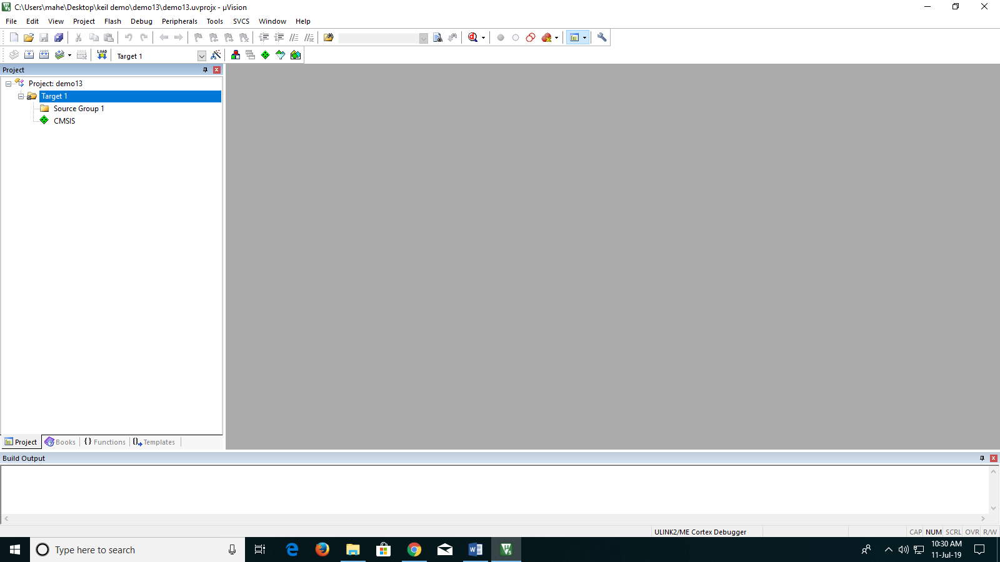 C:\Users\mahe\Desktop\keil demo\demo13\demo13.uvprojx - µVision
File Edit View Project Flash Debug Peripherals Tools SVCS Window Help
LOAD Target 1
Project
Project: demo13
Target 1
Source Group 1
CMSIS
Project Books {} Functions Templates
Build Output
ULINK2/ME Cortex Debugger CAP NUM SCRL OVR R/W
Type here to search
10:30 AM
11-Jul-19